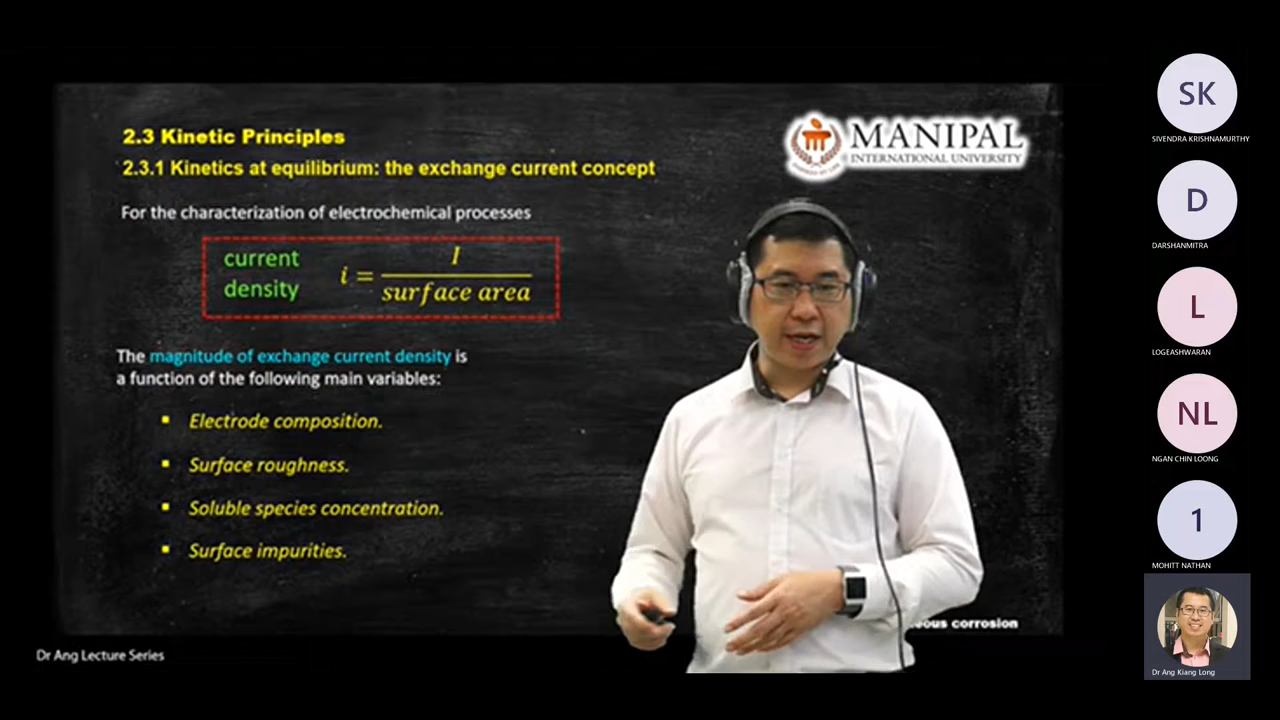 2.3 Kinetic Principles
2.3.1 Kinetics at equilibrium: the exchange current concept
For the characterization of electrochemical processes
current
density
i = I / surface area
The magnitude of exchange current density is
a function of the following main variables:
▪ Electrode composition.
▪ Surface roughness.
▪ Soluble species concentration.
▪ Surface impurities.
MANIPAL
INTERNATIONAL UNIVERSITY
eous corrosion
Dr Ang Lecture Series
SK
SIVENDRA KRISHNAMURTHY
D
DARSHANMITRA
L
LOGEASHWARAN
NL
NGAN CHIN LOONG
1
MOHITT NATHAN
Dr Ang Kiang Long